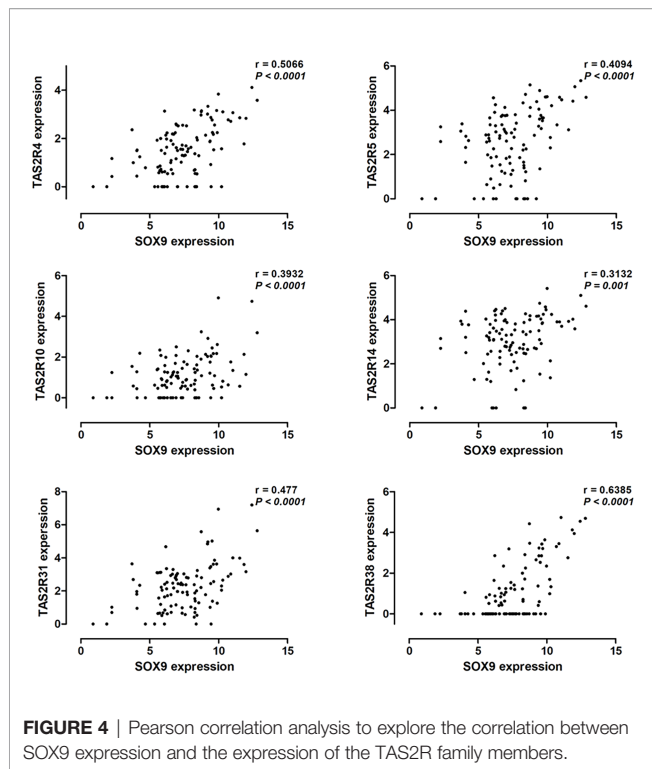 r = 0.5066
P < 0.0001
TAS2R4 expression
4
2
0
0
5
10
15
SOX9 expression
r = 0.4094
P < 0.0001
TAS2R5 expression
6
4
2
0
0
5
10
15
SOX9 expression
r = 0.3932
P < 0.0001
TAS2R10 expression
6
4
2
0
0
5
10
15
SOX9 expression
r = 0.3132
P = 0.001
TAS2R14 expression
6
4
2
0
0
5
10
15
SOX9 expression
r = 0.477
P < 0.0001
TAS2R31 experssion
8
6
4
2
0
0
5
10
15
SOX9 expression
r = 0.6385
P < 0.0001
TAS2R38 expression
6
4
2
0
0
5
10
15
SOX9 expression
FIGURE 4 | Pearson correlation analysis to explore the correlation between
SOX9 expression and the expression of the TAS2R family members.